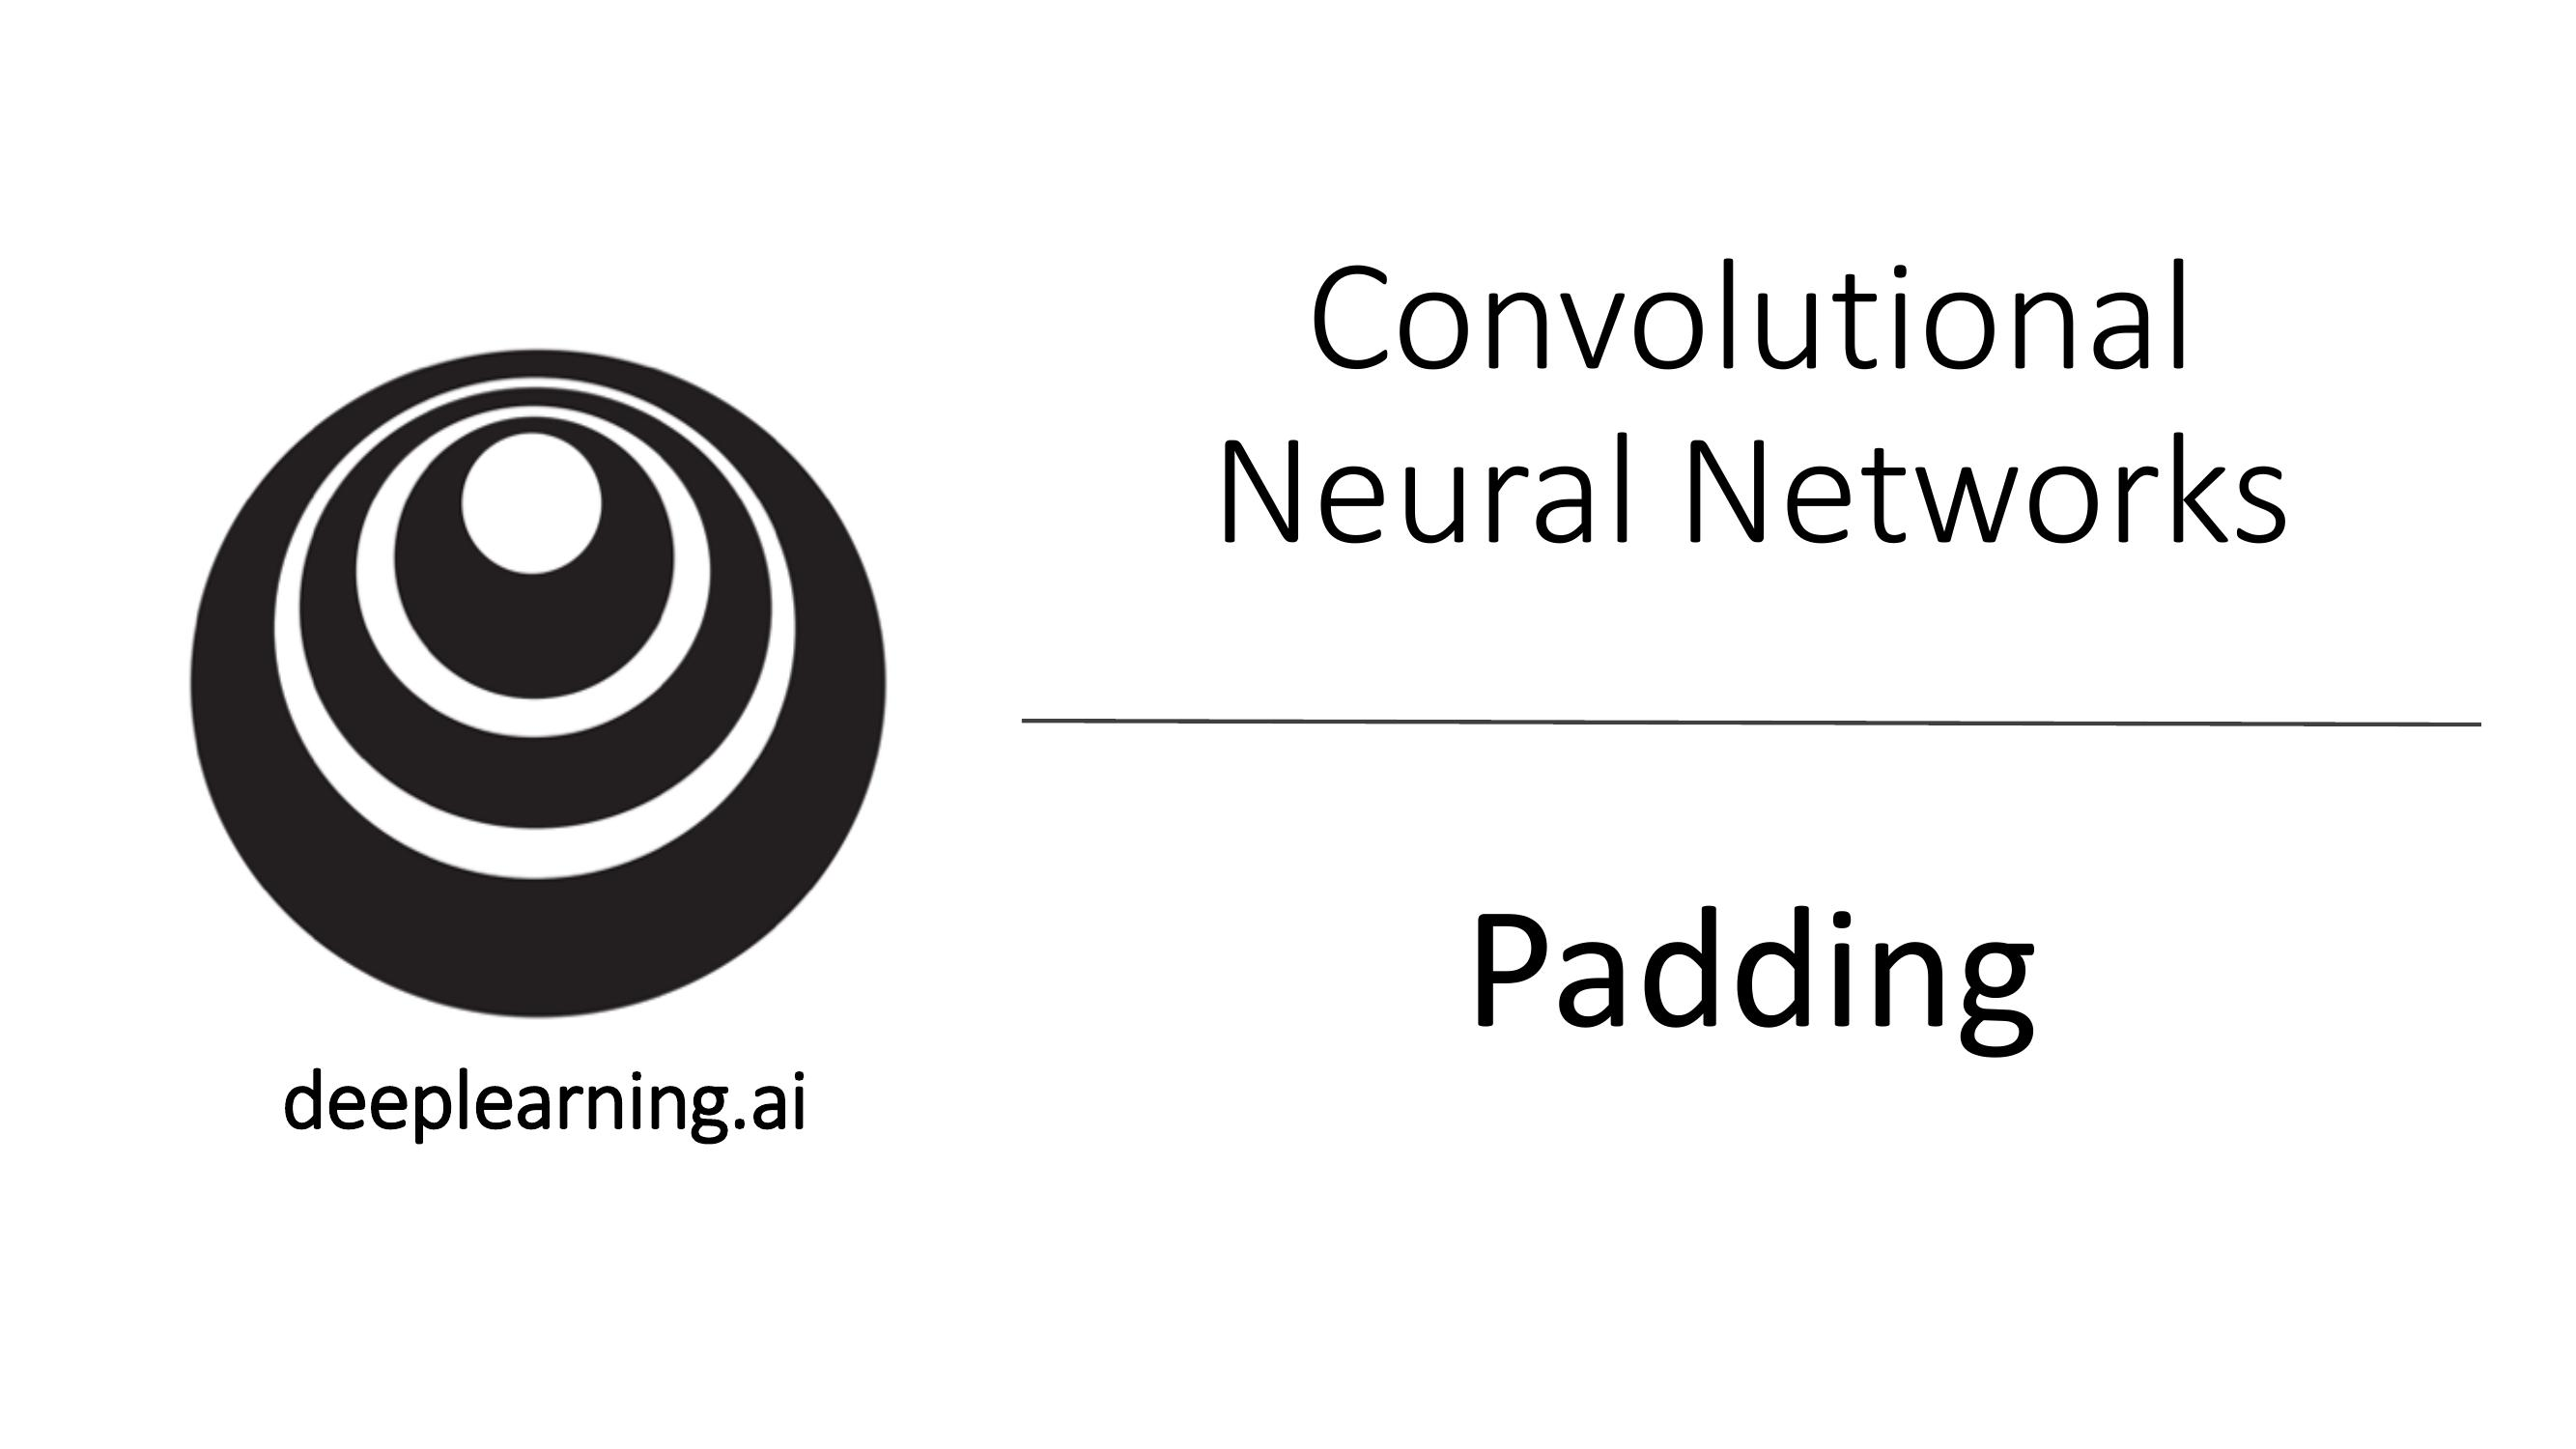 Convolutional
Neural Networks
Padding
deeplearning.ai